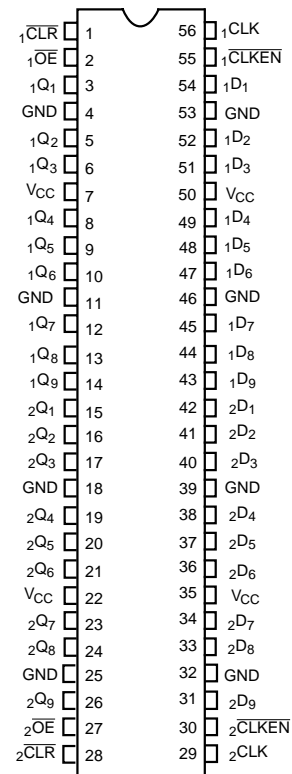 1CLR 1 56 1CLK
1OE 2 55 1CLKEN
1Q1 3 54 1D1
GND 4 53 GND
1Q2 5 52 1D2
1Q3 6 51 1D3
VCC 7 50 VCC
1Q4 8 49 1D4
1Q5 9 48 1D5
1Q6 10 47 1D6
GND 11 46 GND
1Q7 12 45 1D7
1Q8 13 44 1D8
1Q9 14 43 1D9
2Q1 15 42 2D1
2Q2 16 41 2D2
2Q3 17 40 2D3
GND 18 39 GND
2Q4 19 38 2D4
2Q5 20 37 2D5
2Q6 21 36 2D6
VCC 22 35 VCC
2Q7 23 34 2D7
2Q8 24 33 2D8
GND 25 32 GND
2Q9 26 31 2D9
2OE 27 30 2CLKEN
2CLR 28 29 2CLK